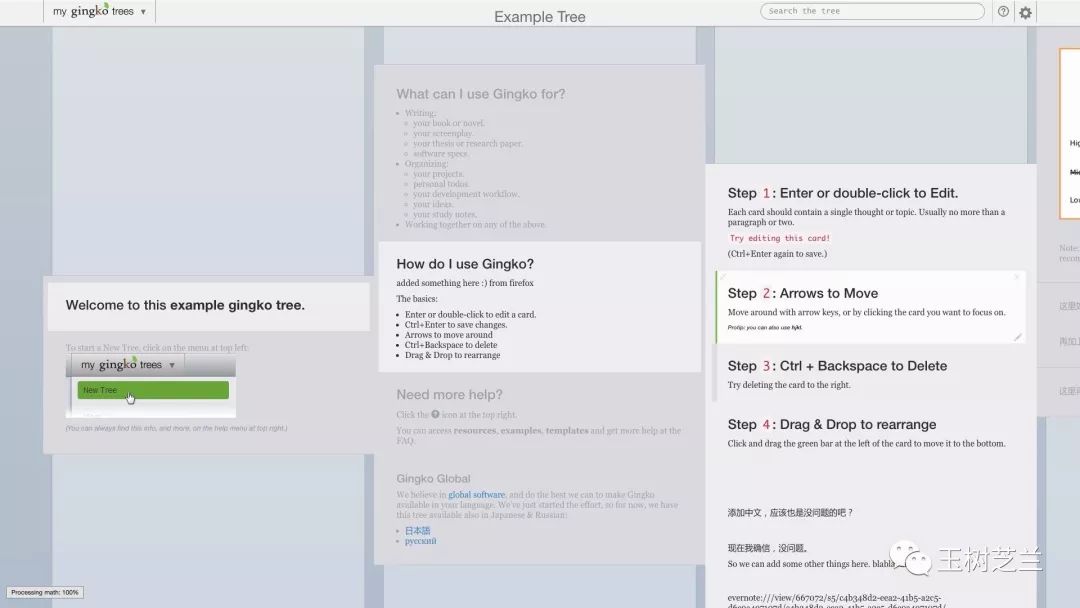 my gingko trees ▼
Example Tree
Search the tree
Welcome to this example gingko tree.
To start a New Tree, click on the menu at top left:
my gingko trees ▼
New Tree
(You can always find this info, and more, on the help menu at top right.)
What can I use Gingko for?
Writing:
your book or novel.
your screenplay.
your thesis or research paper.
software specs.
Organizing:
your projects.
personal todos.
your development workflow.
your ideas.
your study notes.
Working together on any of the above.
How do I use Gingko?
added something here :) from firefox
The basics:
Enter or double-click to edit a card.
Ctrl+Enter to save changes.
Arrows to move around
Ctrl+Backspace to delete
Drag & Drop to rearrange
Need more help?
Click the ? icon at the top right.
You can access resources, examples, templates and get more help at the
FAQ.
Gingko Global
We believe in global software, and do the best we can to make Gingko
available in your language. We've just started the effort, so for now, we have
this tree available also in Japanese & Russian:
日本語
русский
Step 1: Enter or double-click to Edit.
Each card should contain a single thought or topic. Usually no more than a
paragraph or two.
Try editing this card!
(Ctrl+Enter again to save.)
Step 2: Arrows to Move
Move around with arrow keys, or by clicking the card you want to focus on.
Protip: you can also use hjkl.
Step 3: Ctrl + Backspace to Delete
Try deleting the card to the right.
Step 4: Drag & Drop to rearrange
Click and drag the green bar at the left of the card to move it to the bottom.
添加中文，应该也是没问题的吧？
现在我确信，没问题。
So we can add some other things here. blabla
evernote:///view/667072/s5/c4b348d2-eea2-41b5-a2c5-
Note:
recon
这里
再加上
这里
玉树芝兰
Processing math: 100%